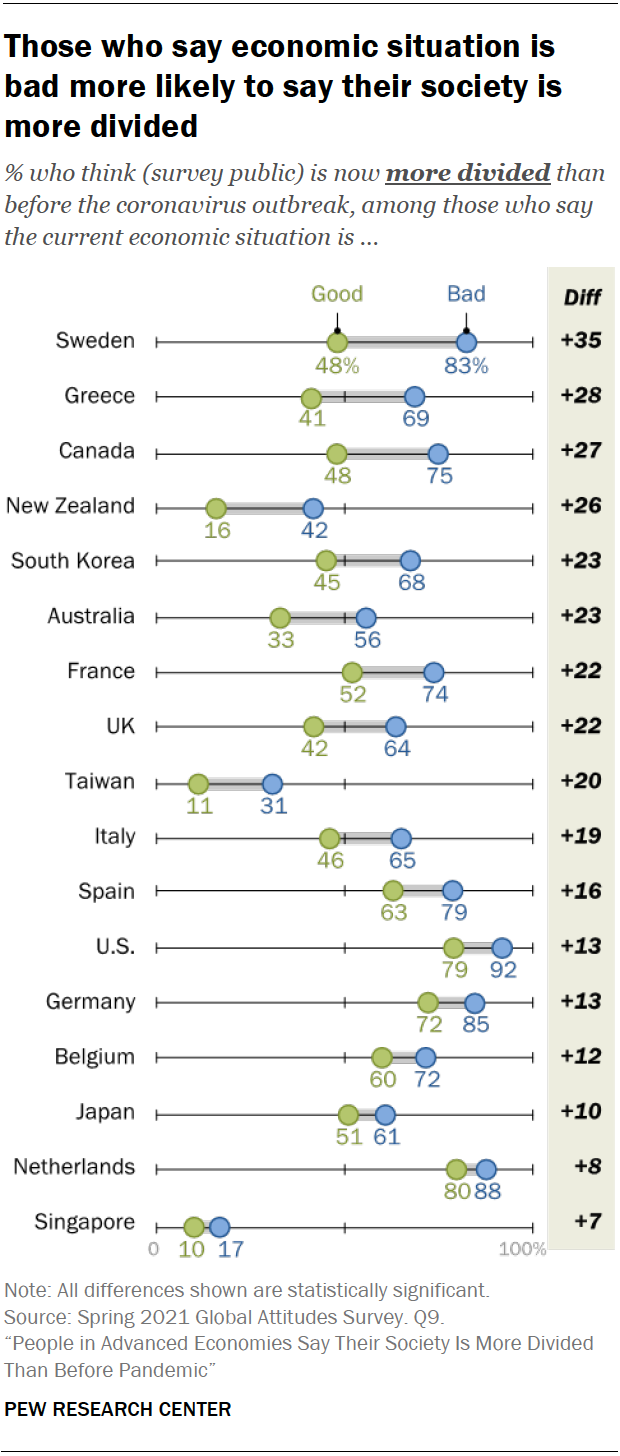 Those who say economic situation is
bad more likely to say their society is
more divided
% who think (survey public) is now more divided than
before the coronavirus outbreak, among those who say
the current economic situation is ...
Good Bad Diff
Sweden 48% 83% +35
Greece 41 69 +28
Canada 48 75 +27
New Zealand 16 42 +26
South Korea 45 68 +23
Australia 33 56 +23
France 52 74 +22
UK 42 64 +22
Taiwan 11 31 +20
Italy 46 65 +19
Spain 63 79 +16
U.S. 79 92 +13
Germany 72 85 +13
Belgium 60 72 +12
Japan 51 61 +10
Netherlands 80 88 +8
Singapore 10 17 +7
0 100%
Note: All differences shown are statistically significant.
Source: Spring 2021 Global Attitudes Survey. Q9.
“People in Advanced Economies Say Their Society Is More Divided
Than Before Pandemic”
PEW RESEARCH CENTER